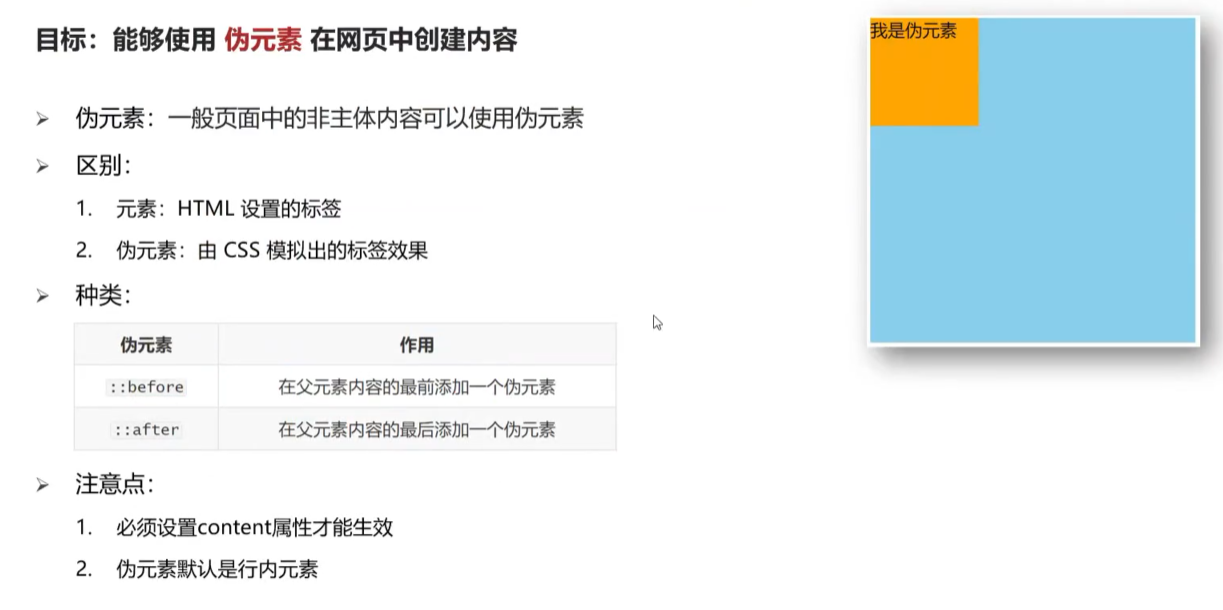 目标：能够使用 伪元素 在网页中创建内容
我是伪元素
伪元素：一般页面中的非主体内容可以使用伪元素
区别：
1. 元素：HTML 设置的标签
2. 伪元素：由 CSS 模拟出的标签效果
种类：
伪元素 作用
::before 在父元素内容的最前添加一个伪元素
::after 在父元素内容的最后添加一个伪元素
注意点：
1. 必须设置content属性才能生效
2. 伪元素默认是行内元素